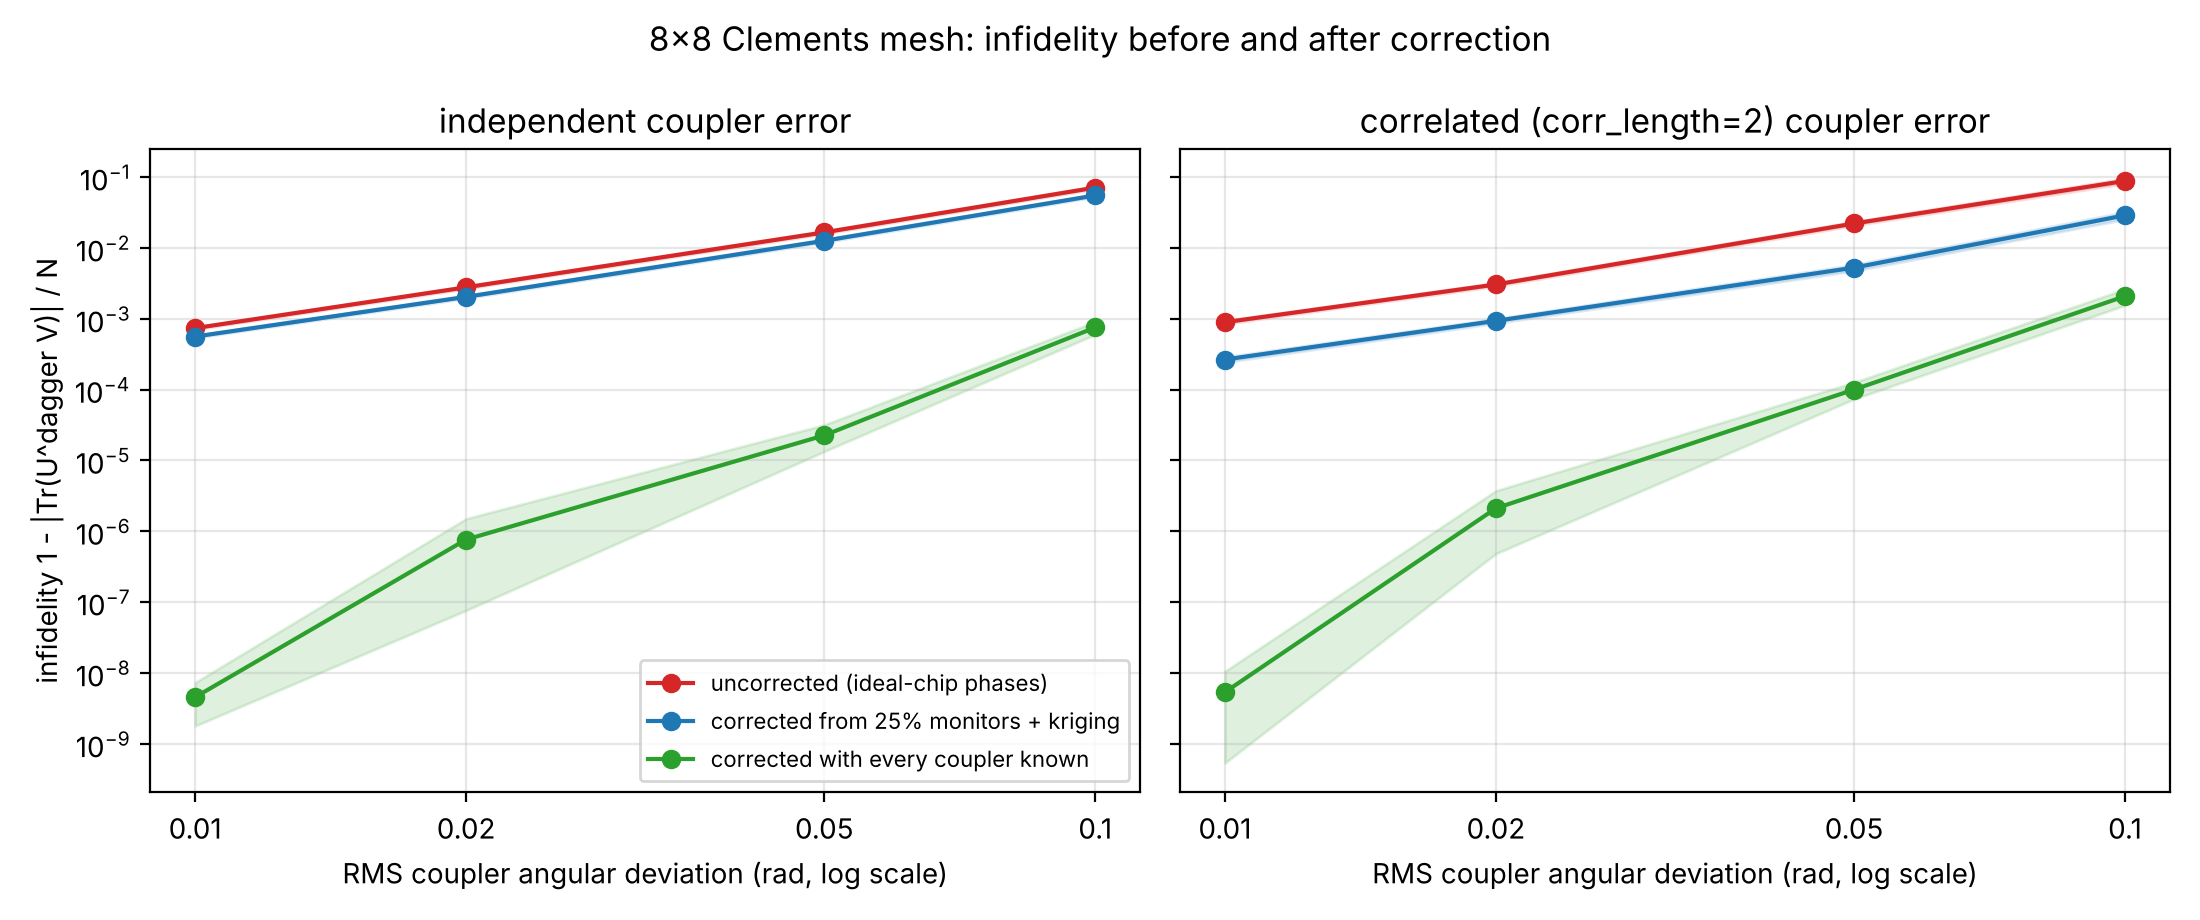 8×8 Clements mesh: infidelity before and after correction
independent coupler error
infidelity 1 - |Tr(U^dagger V)| / N
10⁻¹
10⁻²
10⁻³
10⁻⁴
10⁻⁵
10⁻⁶
10⁻⁷
10⁻⁸
10⁻⁹
uncorrected (ideal-chip phases)
corrected from 25% monitors + kriging
corrected with every coupler known
0.01 0.02 0.05 0.1
RMS coupler angular deviation (rad, log scale)
correlated (corr_length=2) coupler error
0.01 0.02 0.05 0.1
RMS coupler angular deviation (rad, log scale)